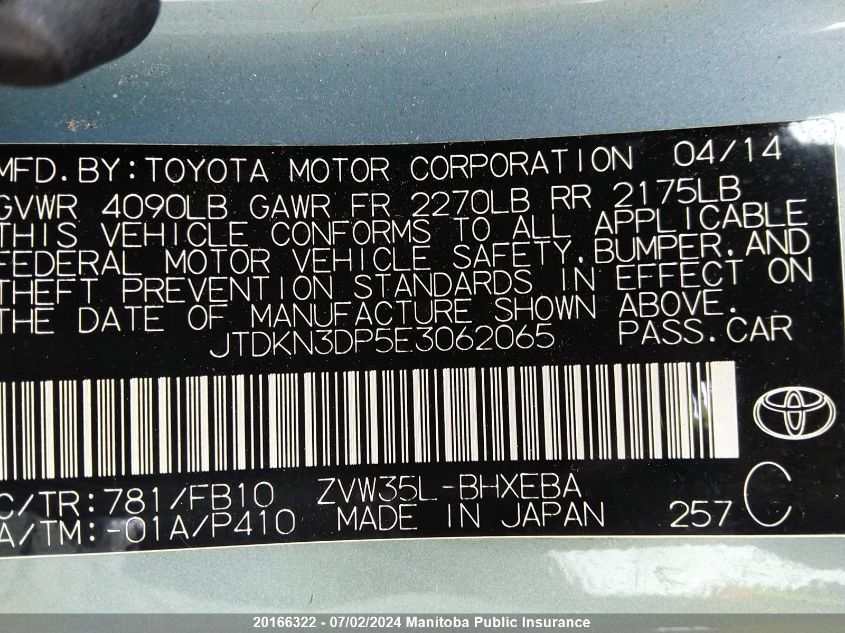 MFD. BY: TOYOTA MOTOR CORPORATION 04/14
GVWR 4090LB GAWR FR 2270LB RR 2175LB
THIS VEHICLE CONFORMS TO ALL APPLICABLE
FEDERAL MOTOR VEHICLE SAFETY, BUMPER, AND
THEFT PREVENTION STANDARDS IN EFFECT ON
THE DATE OF MANUFACTURE SHOWN ABOVE.
JTDKN3DP5E3062065 PASS. CAR
C/TR: 781/FB10 ZVW35L-BHXEBA
A/TM: -01A/P410 MADE IN JAPAN 257 C
20166322 - 07/02/2024 Manitoba Public Insurance